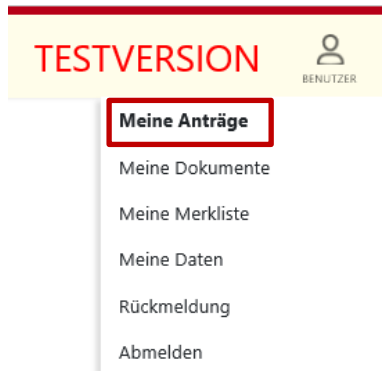 TESTVERSION
BENUTZER
Meine Anträge
Meine Dokumente
Meine Merkliste
Meine Daten
Rückmeldung
Abmelden